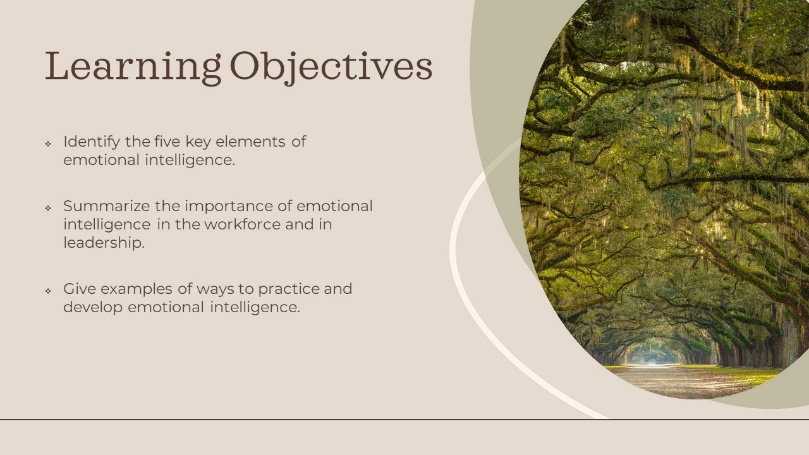 Learning Objectives
Identify the five key elements of
emotional intelligence.
Summarize the importance of emotional
intelligence in the workforce and in
leadership.
Give examples of ways to practice and
develop emotional intelligence.